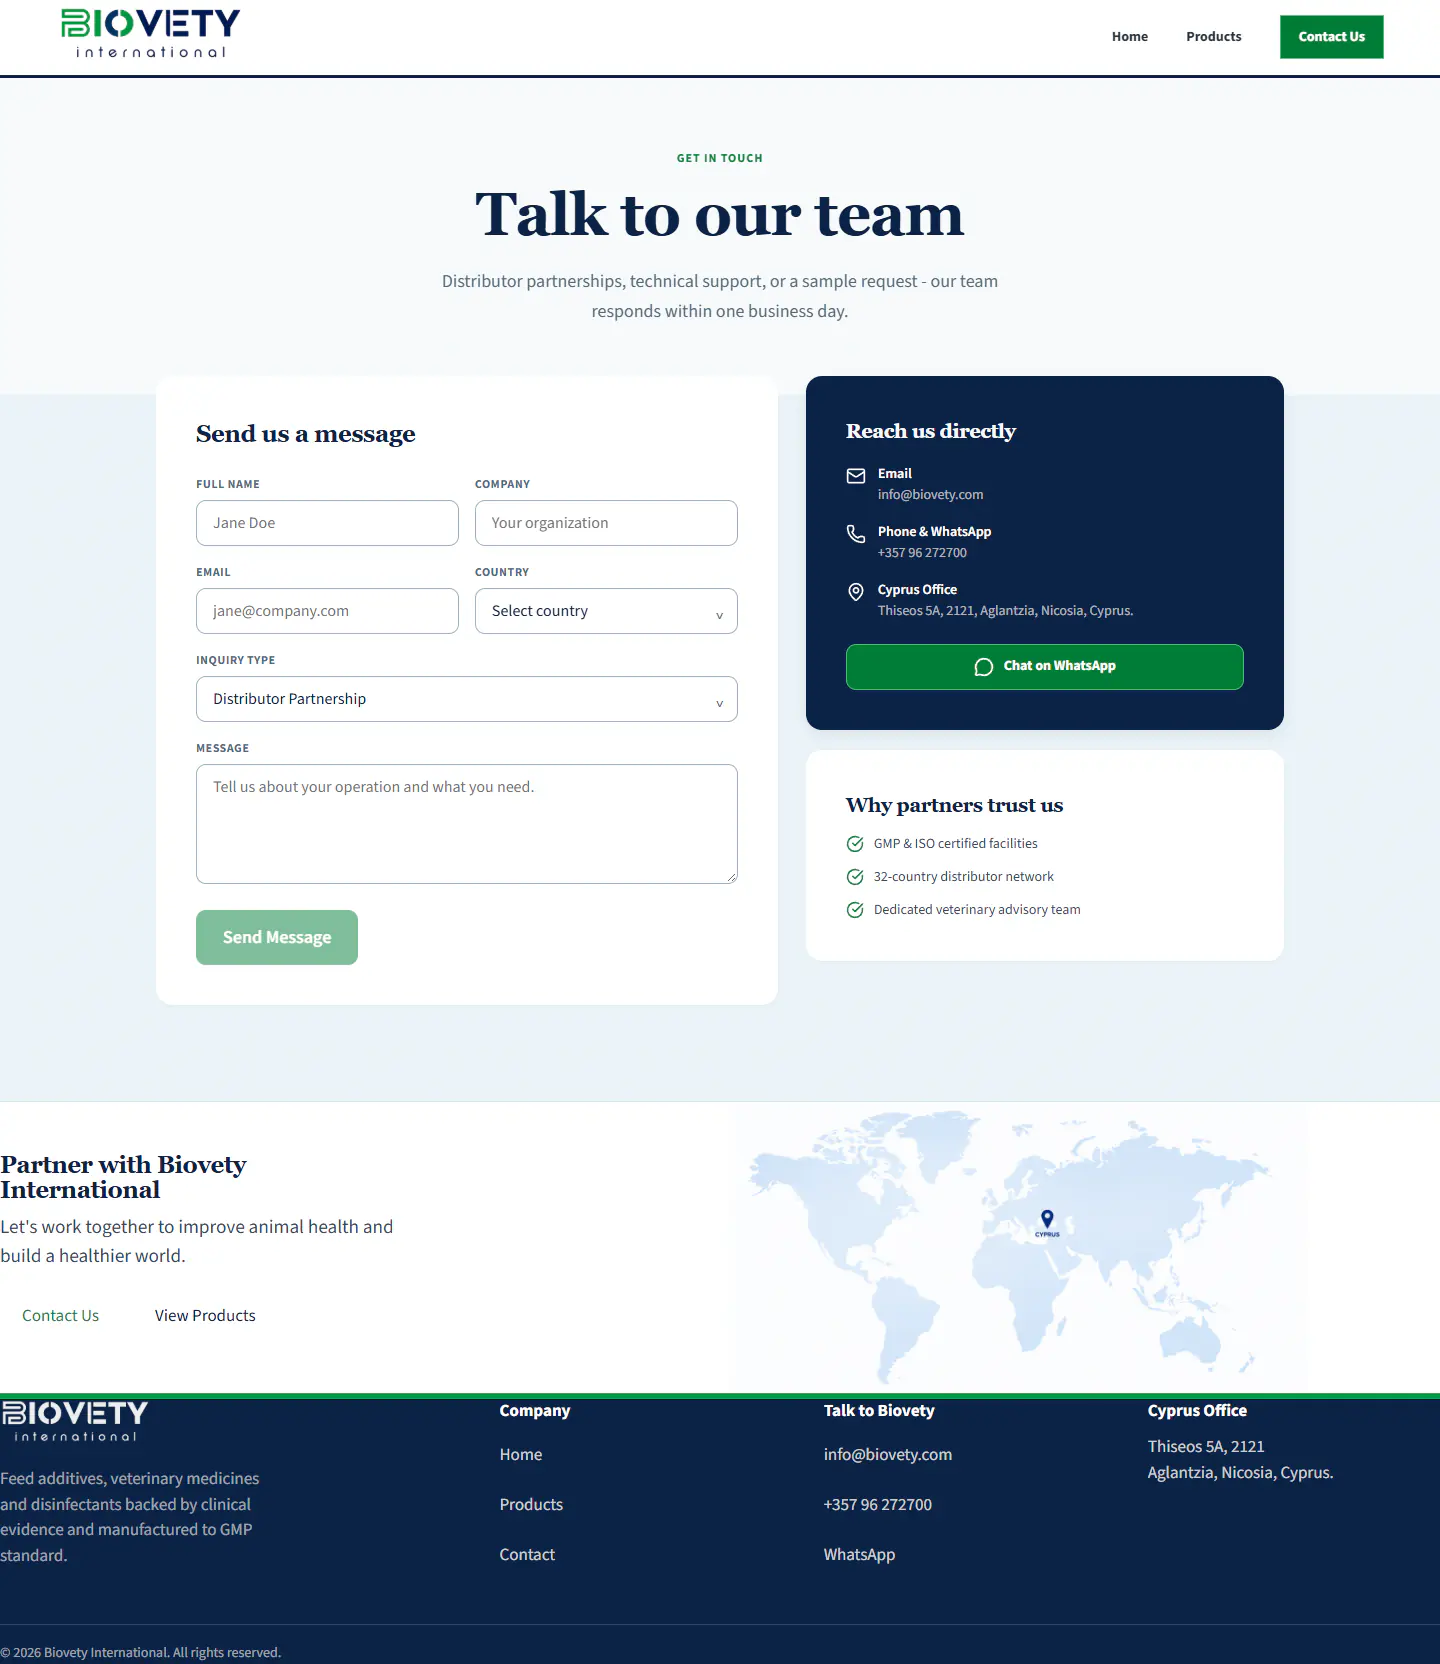 BIOVETY
international
Home
Products
Contact Us
GET IN TOUCH
Talk to our team
Distributor partnerships, technical support, or a sample request - our team
responds within one business day.
Send us a message
FULL NAME
Jane Doe
COMPANY
Your organization
EMAIL
jane@company.com
COUNTRY
Select country
INQUIRY TYPE
Distributor Partnership
MESSAGE
Tell us about your operation and what you need.
Send Message
Reach us directly
Email
info@biovety.com
Phone & WhatsApp
+357 96 272700
Cyprus Office
Thiseos 5A, 2121, Aglantzia, Nicosia, Cyprus.
Chat on WhatsApp
Why partners trust us
GMP & ISO certified facilities
32-country distributor network
Dedicated veterinary advisory team
Partner with Biovety
International
Let's work together to improve animal health and
build a healthier world.
Contact Us
View Products
CYPRUS
BIOVETY
international
Feed additives, veterinary medicines
and disinfectants backed by clinical
evidence and manufactured to GMP
standard.
Company
Home
Products
Contact
Talk to Biovety
info@biovety.com
+357 96 272700
WhatsApp
Cyprus Office
Thiseos 5A, 2121
Aglantzia, Nicosia, Cyprus.
© 2026 Biovety International. All rights reserved.